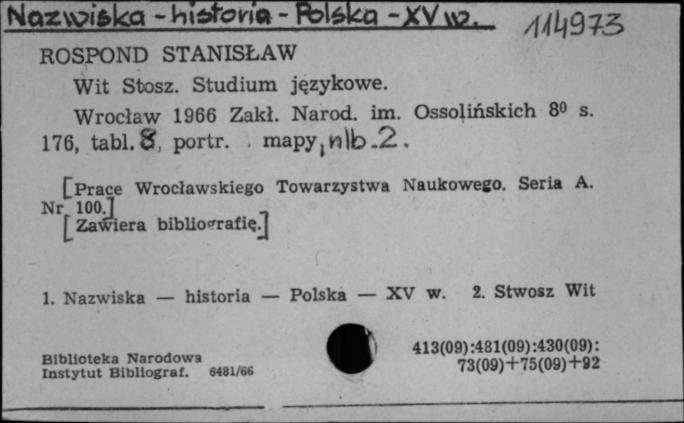 Nazwiska - historia - Polska - XV w.
114973
ROSPOND STANISŁAW
Wit Stosz. Studium językowe.
Wrocław 1966 Zakł. Narod. im. Ossolińskich 8⁰ s.
176, tabl. 8, portr. . mapy, nlb. 2.
[Prace Wrocławskiego Towarzystwa Naukowego. Seria A.
Nr 100.]
[Zawiera bibliografię.]
1. Nazwiska — historia — Polska — XV w. 2. Stwosz Wit
Biblioteka Narodowa
Instytut Bibliograf. 6481/66
413(09):481(09):430(09):
73(09)+75(09)+92